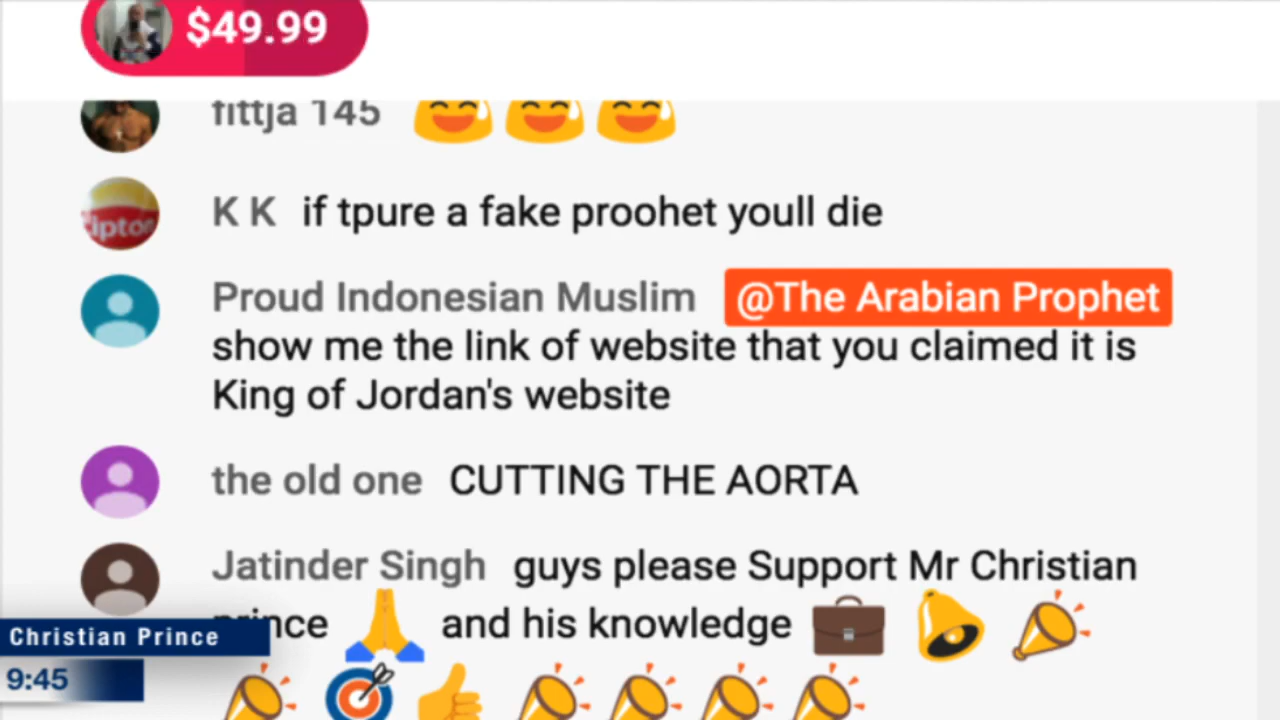 $49.99
fittja 145
K K if tpure a fake proohet youll die
Proud Indonesian Muslim @The Arabian Prophet
show me the link of website that you claimed it is
King of Jordan's website
the old one CUTTING THE AORTA
Jatinder Singh guys please Support Mr Christian
prince and his knowledge
Christian Prince
9:45